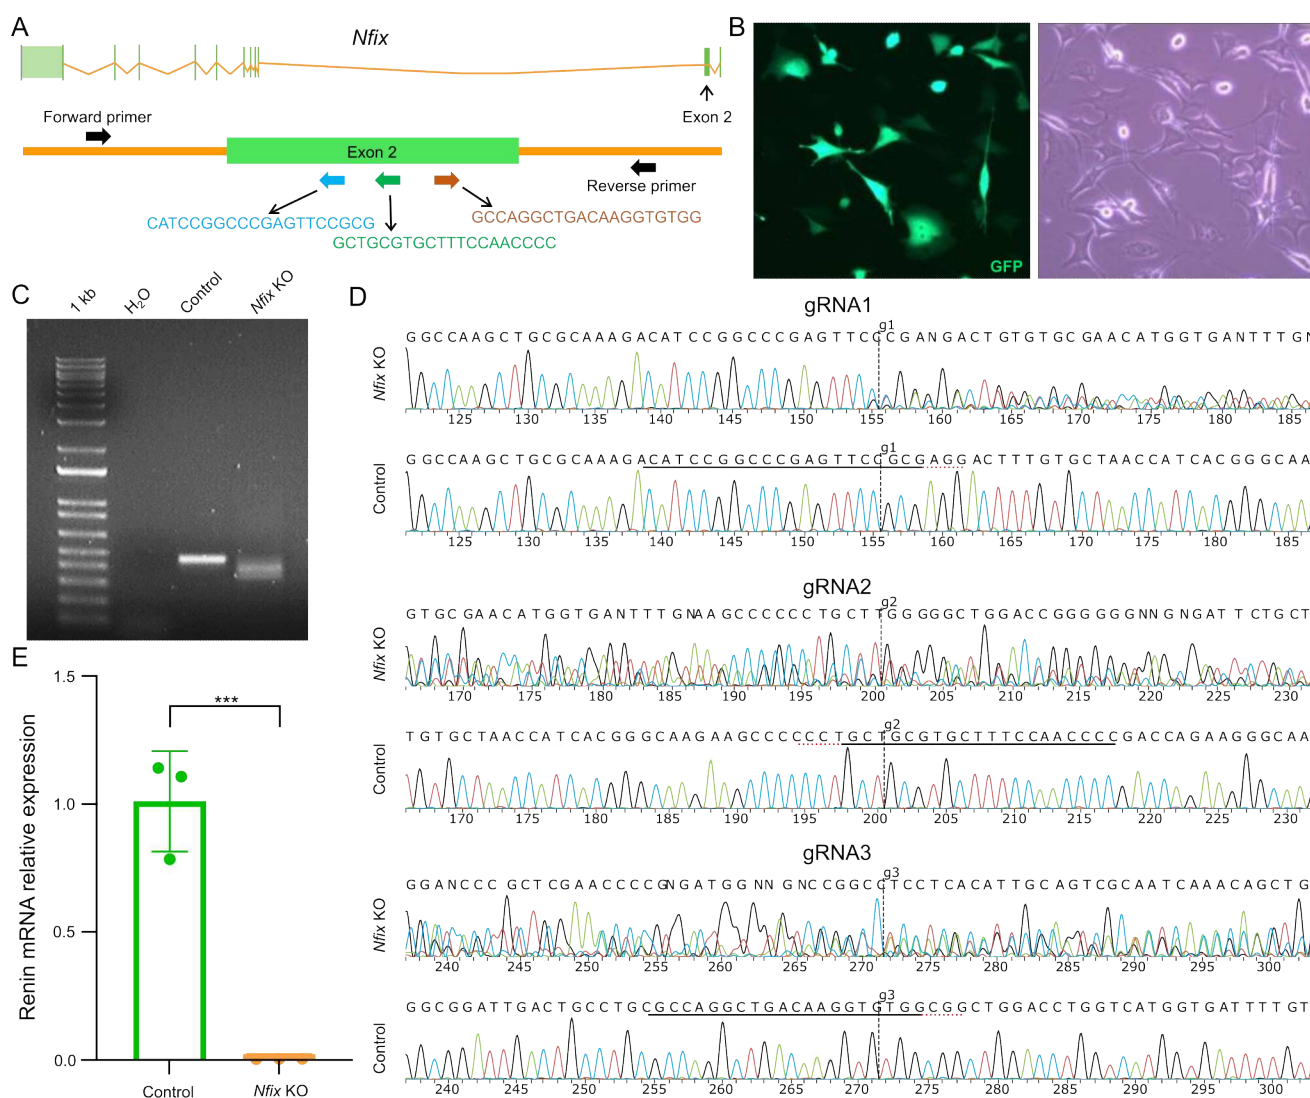 A
Nfix
Exon 2
Forward primer
Exon 2
Reverse primer
CATCCGGCCCGAGTTCCGCG
GCCAGGCTGACAAGGTGTGG
GCTGCGTGCTTTCCAACCCC
B
GFP
C
1 kb
H2O
Control
Nfix KO
D
gRNA1
g1
GGCCAAGCTGCGCAAAGACATCCGGCCCGAGTTCCCGANGACTGTGTGCGAACATGGTGANTTTGN
Nfix KO
125 130 135 140 145 150 155 160 165 170 175 180 185
g1
GGCCAAGCTGCGCAAAGACATCCGGCCCGAGTTCCGCGAGGACTTTGTGCTAACCATCACGGGCAA
Control
125 130 135 140 145 150 155 160 165 170 175 180 185
gRNA2
g2
GTGCGAACATGGTGANTTTGNAAGCCCCCCTGCTTGGGGGCTGGACCGGGGGGNNGNGATTCTGCT
Nfix KO
170 175 180 185 190 195 200 205 210 215 220 225 230
g2
TGTGCTAACCATCACGGGCAAGAAGCCCCCCTGCTGCGTGCTTTCCAACCCCGACCAGAAGGGCAA
Control
170 175 180 185 190 195 200 205 210 215 220 225 230
gRNA3
g3
GGANCCCGCTCGAACCCCGNGATGGNNGNCCGGCCTCCTCACATTGCAGTCGCAATCAAACAGCTG
Nfix KO
240 245 250 255 260 265 270 275 280 285 290 295 300
g3
GGCGGATTGACTGCCTGCGCCAGGCTGACAAGGTGTGGCGGCTGGACCTGGTCATGGTGATTTTGT
Control
240 245 250 255 260 265 270 275 280 285 290 295 300
E
Renin mRNA relative expression
1.5
1.0
0.5
0.0
***
Control
Nfix KO